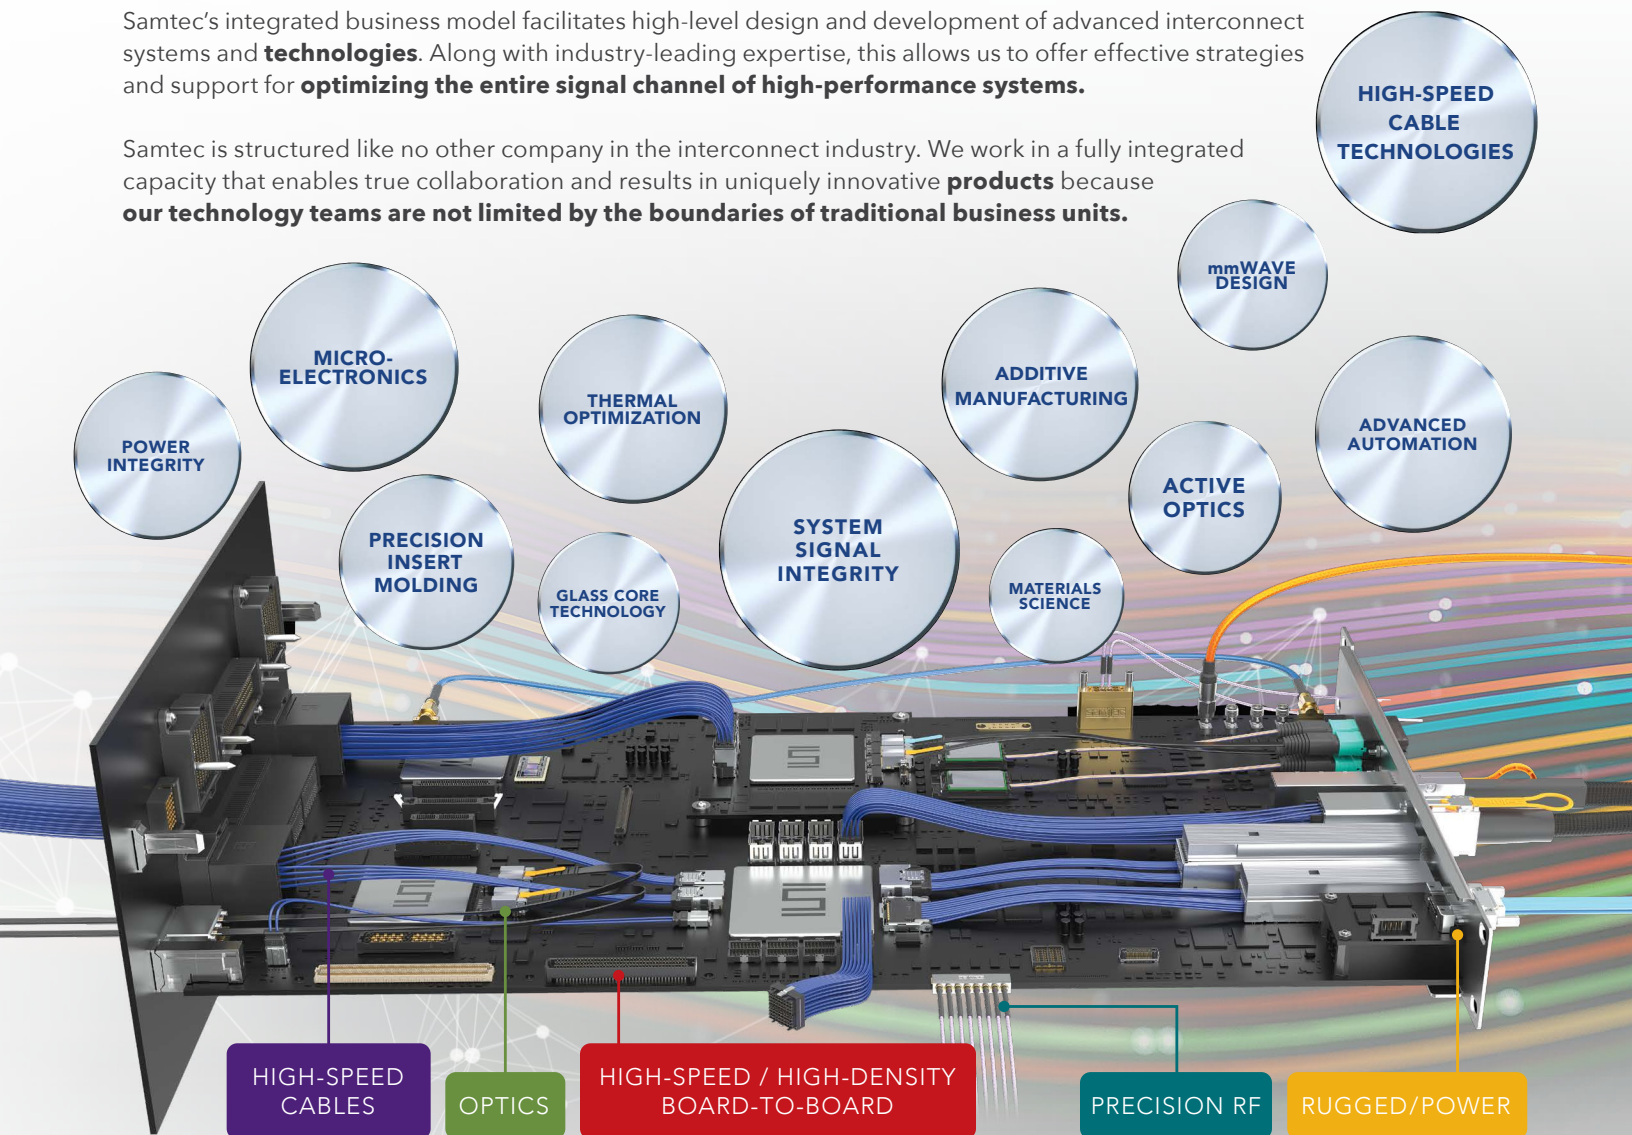 Samtec's integrated business model facilitates high-level design and development of advanced interconnect
systems and technologies. Along with industry-leading expertise, this allows us to offer effective strategies
and support for optimizing the entire signal channel of high-performance systems.
Samtec is structured like no other company in the interconnect industry. We work in a fully integrated
capacity that enables true collaboration and results in uniquely innovative products because
our technology teams are not limited by the boundaries of traditional business units.
HIGH-SPEED
CABLE
TECHNOLOGIES
mmWAVE
DESIGN
MICRO-
ELECTRONICS
THERMAL
OPTIMIZATION
ADDITIVE
MANUFACTURING
ADVANCED
AUTOMATION
POWER
INTEGRITY
ACTIVE
OPTICS
PRECISION
INSERT
MOLDING
SYSTEM
SIGNAL
INTEGRITY
GLASS CORE
TECHNOLOGY
MATERIALS
SCIENCE
HIGH-SPEED
CABLES
OPTICS
HIGH-SPEED / HIGH-DENSITY
BOARD-TO-BOARD
PRECISION RF
RUGGED/POWER